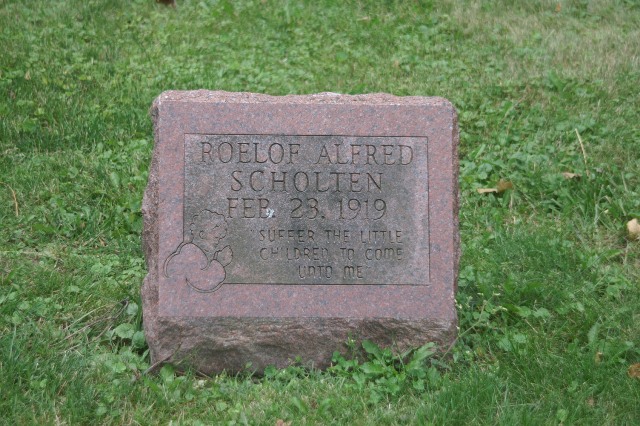 ROELOF ALFRED
SCHOLTEN
FEB. 23. 1919
"SUFFER THE LITTLE
CHILDREN TO COME
UNTO ME